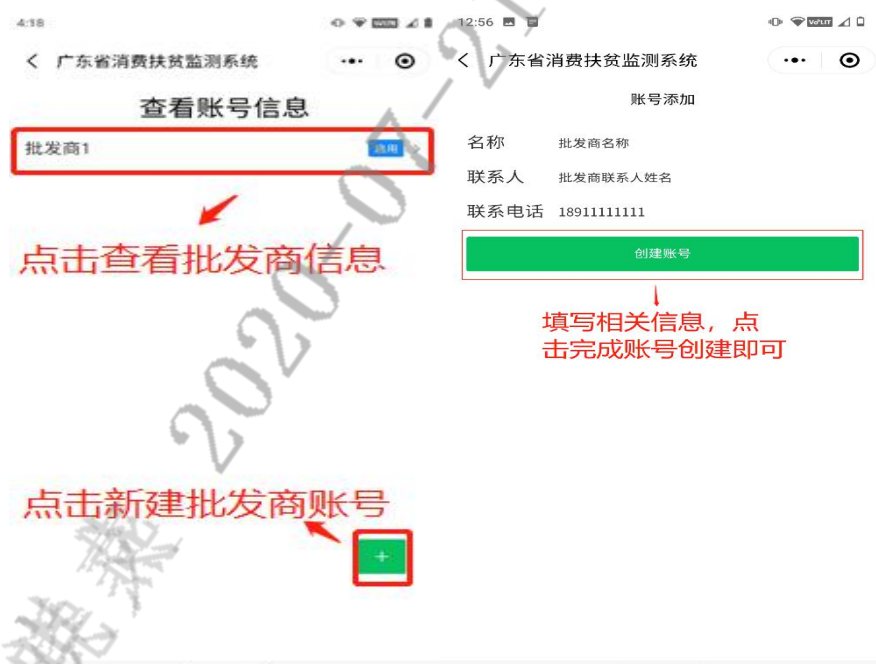 4:18
广东省消费扶贫监测系统
查看账号信息
批发商1
启用
点击查看批发商信息
点击新建批发商账号
+
12:56
广东省消费扶贫监测系统
账号添加
名称 批发商名称
联系人 批发商联系人姓名
联系电话 18911111111
创建账号
填写相关信息，点
击完成账号创建即可